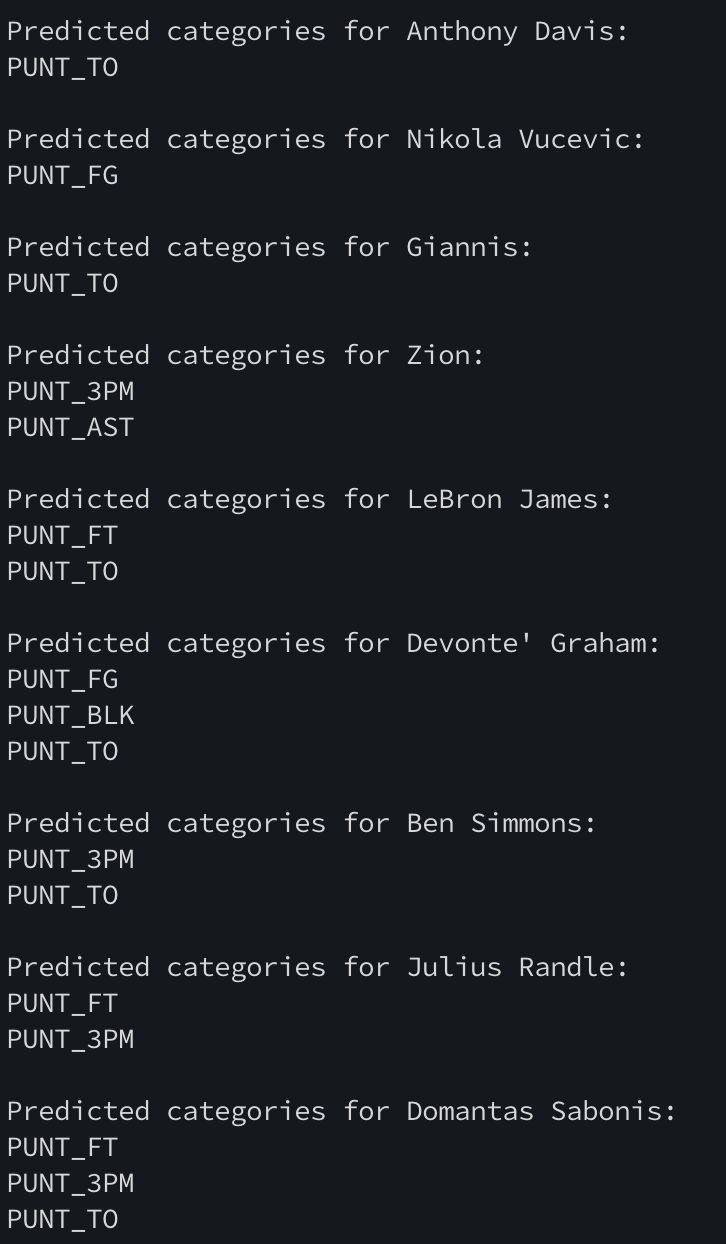 Predicted categories for Anthony Davis:
PUNT_TO
Predicted categories for Nikola Vucevic:
PUNT_FG
Predicted categories for Giannis:
PUNT_TO
Predicted categories for Zion:
PUNT_3PM
PUNT_AST
Predicted categories for LeBron James:
PUNT_FT
PUNT_TO
Predicted categories for Devonte' Graham:
PUNT_FG
PUNT_BLK
PUNT_TO
Predicted categories for Ben Simmons:
PUNT_3PM
PUNT_TO
Predicted categories for Julius Randle:
PUNT_FT
PUNT_3PM
Predicted categories for Domantas Sabonis:
PUNT_FT
PUNT_3PM
PUNT_TO